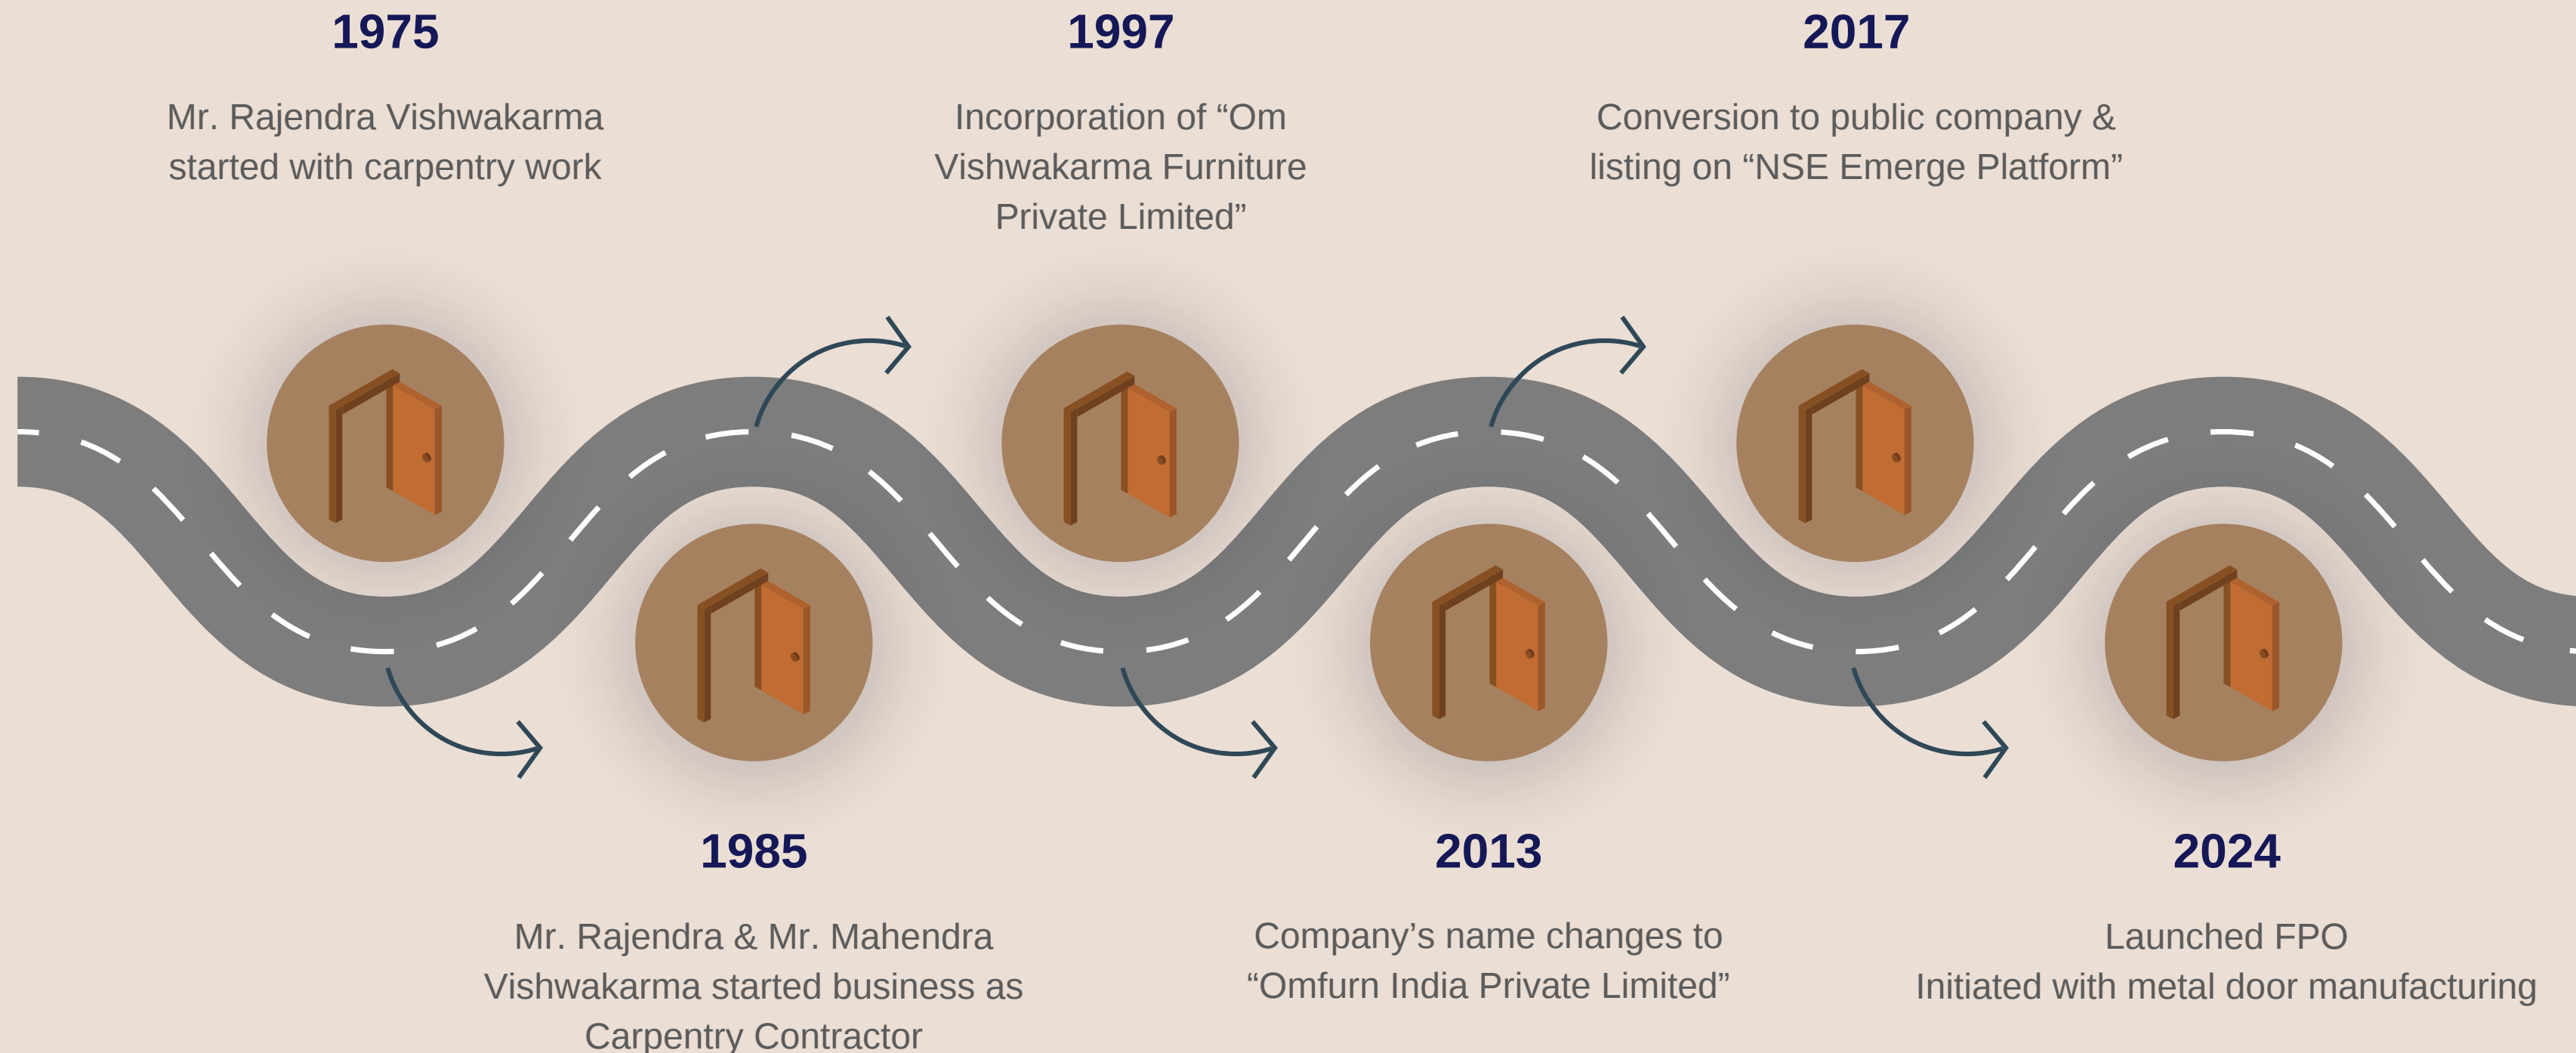 1975
Mr. Rajendra Vishwakarma
started with carpentry work
1985
Mr. Rajendra & Mr. Mahendra
Vishwakarma started business as
Carpentry Contractor
1997
Incorporation of “Om
Vishwakarma Furniture
Private Limited”
2013
Company’s name changes to
“Omfurn India Private Limited”
2017
Conversion to public company &
listing on “NSE Emerge Platform”
2024
Launched FPO
Initiated with metal door manufacturing